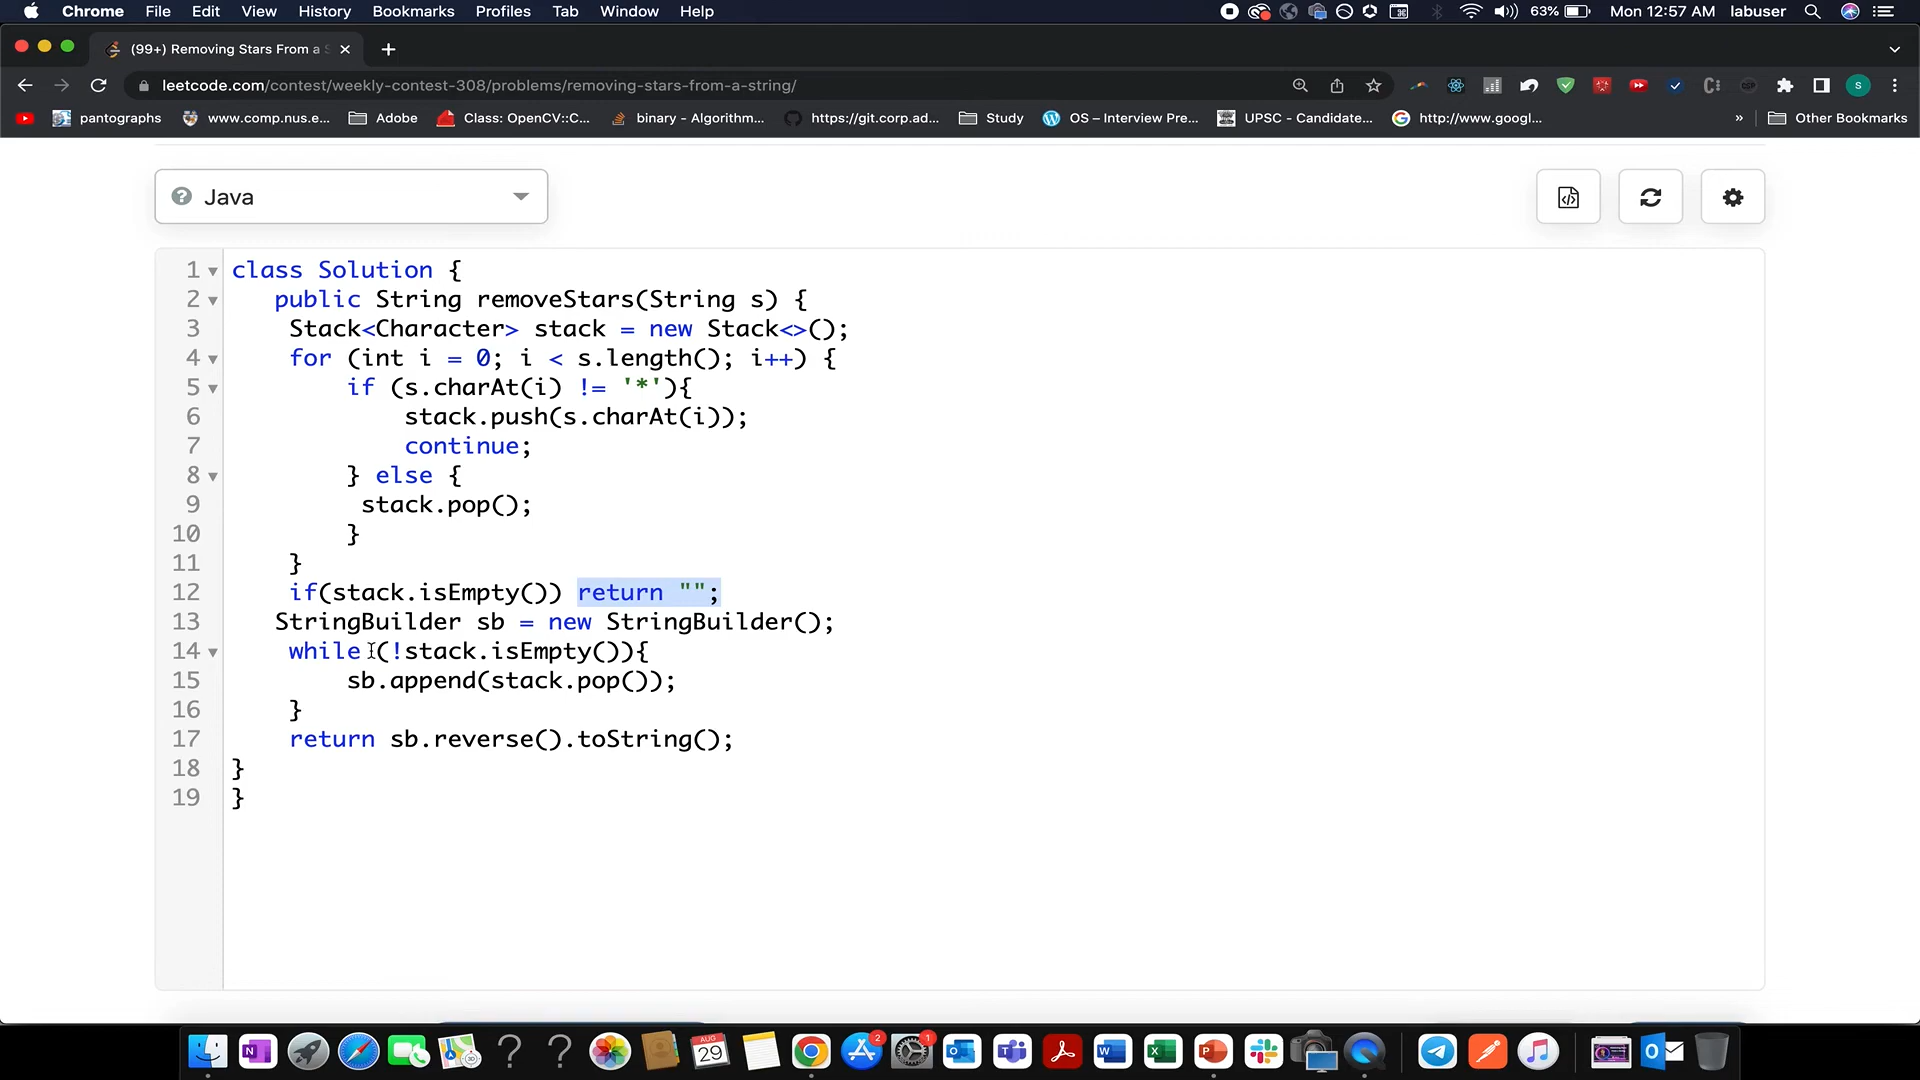 Chrome File Edit View History Bookmarks Profiles Tab Window Help 63% Mon 12:57 AM labuser
(99+) Removing Stars From a S
leetcode.com/contest/weekly-contest-308/problems/removing-stars-from-a-string/
pantographs www.comp.nus.e... Adobe Class: OpenCV::C... binary - Algorithm... https://git.corp.ad... Study OS – Interview Pre... UPSC - Candidate... http://www.googl... » Other Bookmarks
Java
1 class Solution {
2 public String removeStars(String s) {
3 Stack<Character> stack = new Stack<>();
4 for (int i = 0; i < s.length(); i++) {
5 if (s.charAt(i) != '*'){
6 stack.push(s.charAt(i));
7 continue;
8 } else {
9 stack.pop();
10 }
11 }
12 if(stack.isEmpty()) return "";
13 StringBuilder sb = new StringBuilder();
14 while (!stack.isEmpty()){
15 sb.append(stack.pop());
16 }
17 return sb.reverse().toString();
18 }
19 }
AUG
29
2
1